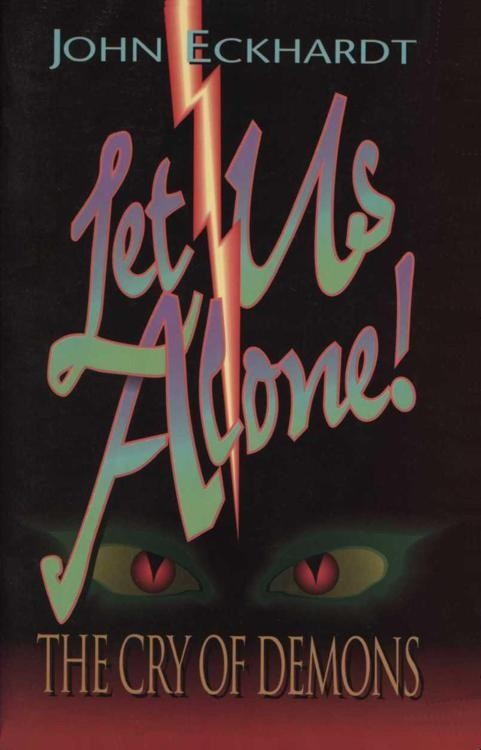 JOHN ECKHARDT
Let Us
Alone!
THE CRY OF DEMONS